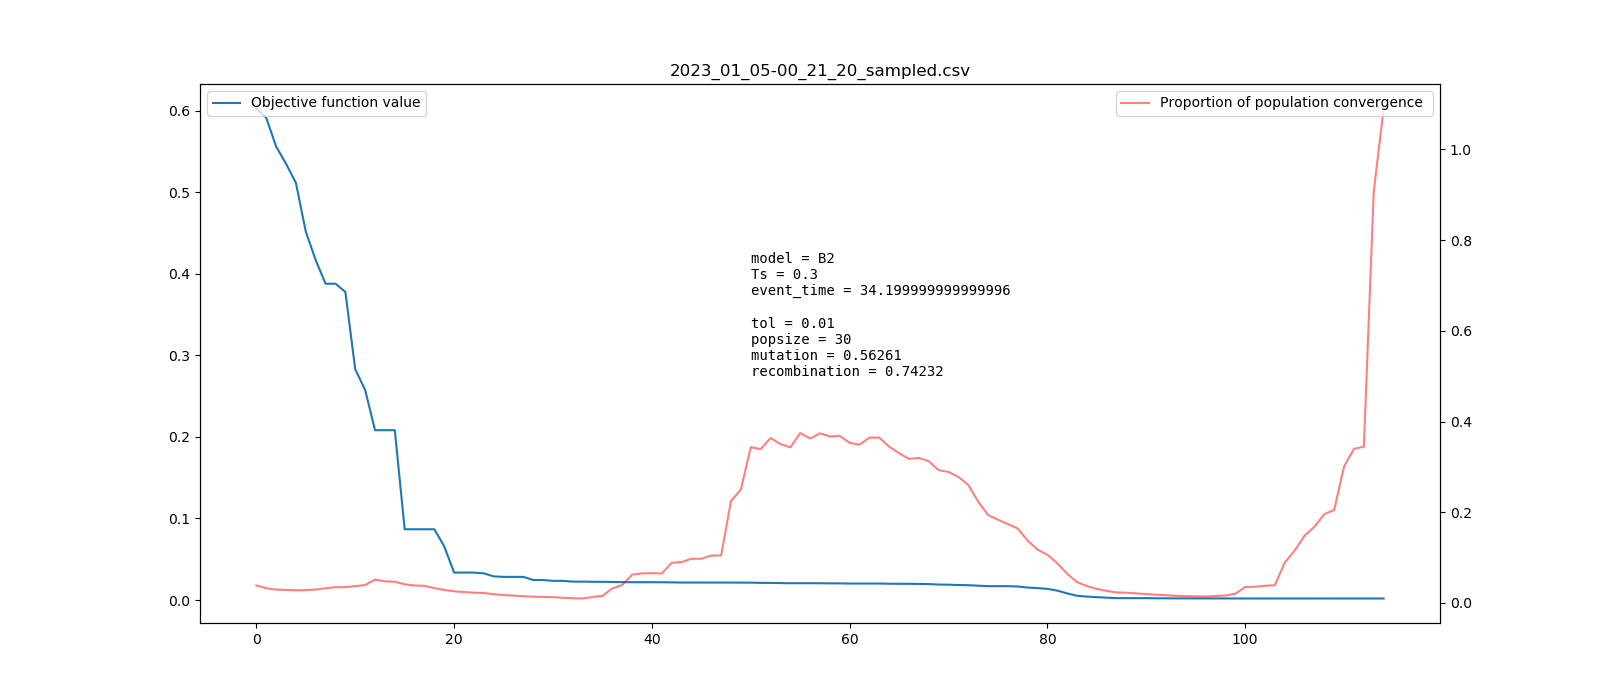 2023_01_05-00_21_20_sampled.csv
Objective function value
Proportion of population convergence
0.6
0.5
0.4
0.3
0.2
0.1
0.0
model = B2
Ts = 0.3
event_time = 34.199999999999996
tol = 0.01
popsize = 30
mutation = 0.56261
recombination = 0.74232
1.0
0.8
0.6
0.4
0.2
0.0
0 20 40 60 80 100